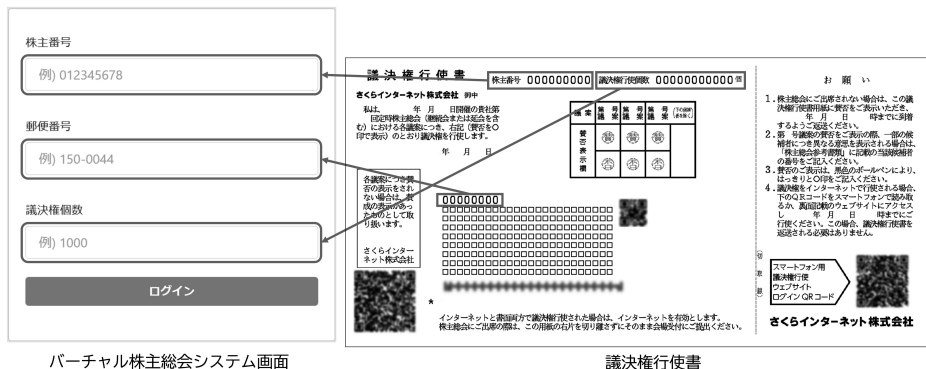 株主番号
例) 012345678
郵便番号
例) 150-0044
議決権個数
例) 1000
ログイン
バーチャル株主総会システム画面
議 決 権 行 使 書
株主番号 000000000
議決権行使個数 00000000000 個
さくらインターネット株式会社 御中
私は、 年 月 日開催の貴社第
回定時株主総会(継続会または延会を含
む)における各議案につき、右記(賛否を○
印で表示)のとおり議決権を行使します。
年 月 日
議 案
第 号議案
第 号議案
第 号議案
賛否表示欄
賛 賛
否 否
各議案につき賛
否の表示をされ
ない場合は、賛
成の表示があっ
たものとして取
り扱います。
さくらインター
ネット株式会社
00000000
□□□□□□□□□□□□□□□□□□□□
*
インターネットと書面両方で議決権行使された場合は、インターネットを有効とします。
株主総会にご出席の際は、この用紙の右片を切り離さずにそのまま会場受付にご提出ください。
お 願 い
1. 株主総会にご出席されない場合は、この議
決権行使書用紙に賛否をご表示いただき、
年 月 日 時までに到着
するようご返送ください。
2. 第 号議案の賛否をご表示の際、一部の候
補者につき異なる意思を表示される場合は、
「株主総会参考書類」に記載の当該候補者
の番号をご記入ください。
3. 賛否のご表示は、黒色のボールペンにより、
はっきりと○印をご記入ください。
4. 議決権をインターネットで行使される場合、
下のQRコードをスマートフォンで読み取
るか、裏面記載のウェブサイトにアクセス
し 年 月 日 時までにご
行使ください。この場合、議決権行使書を
返送される必要はありません。
スマートフォン用
議決権行使
ウェブサイト
ログインQRコード
さくらインターネット株式会社
議決権行使書